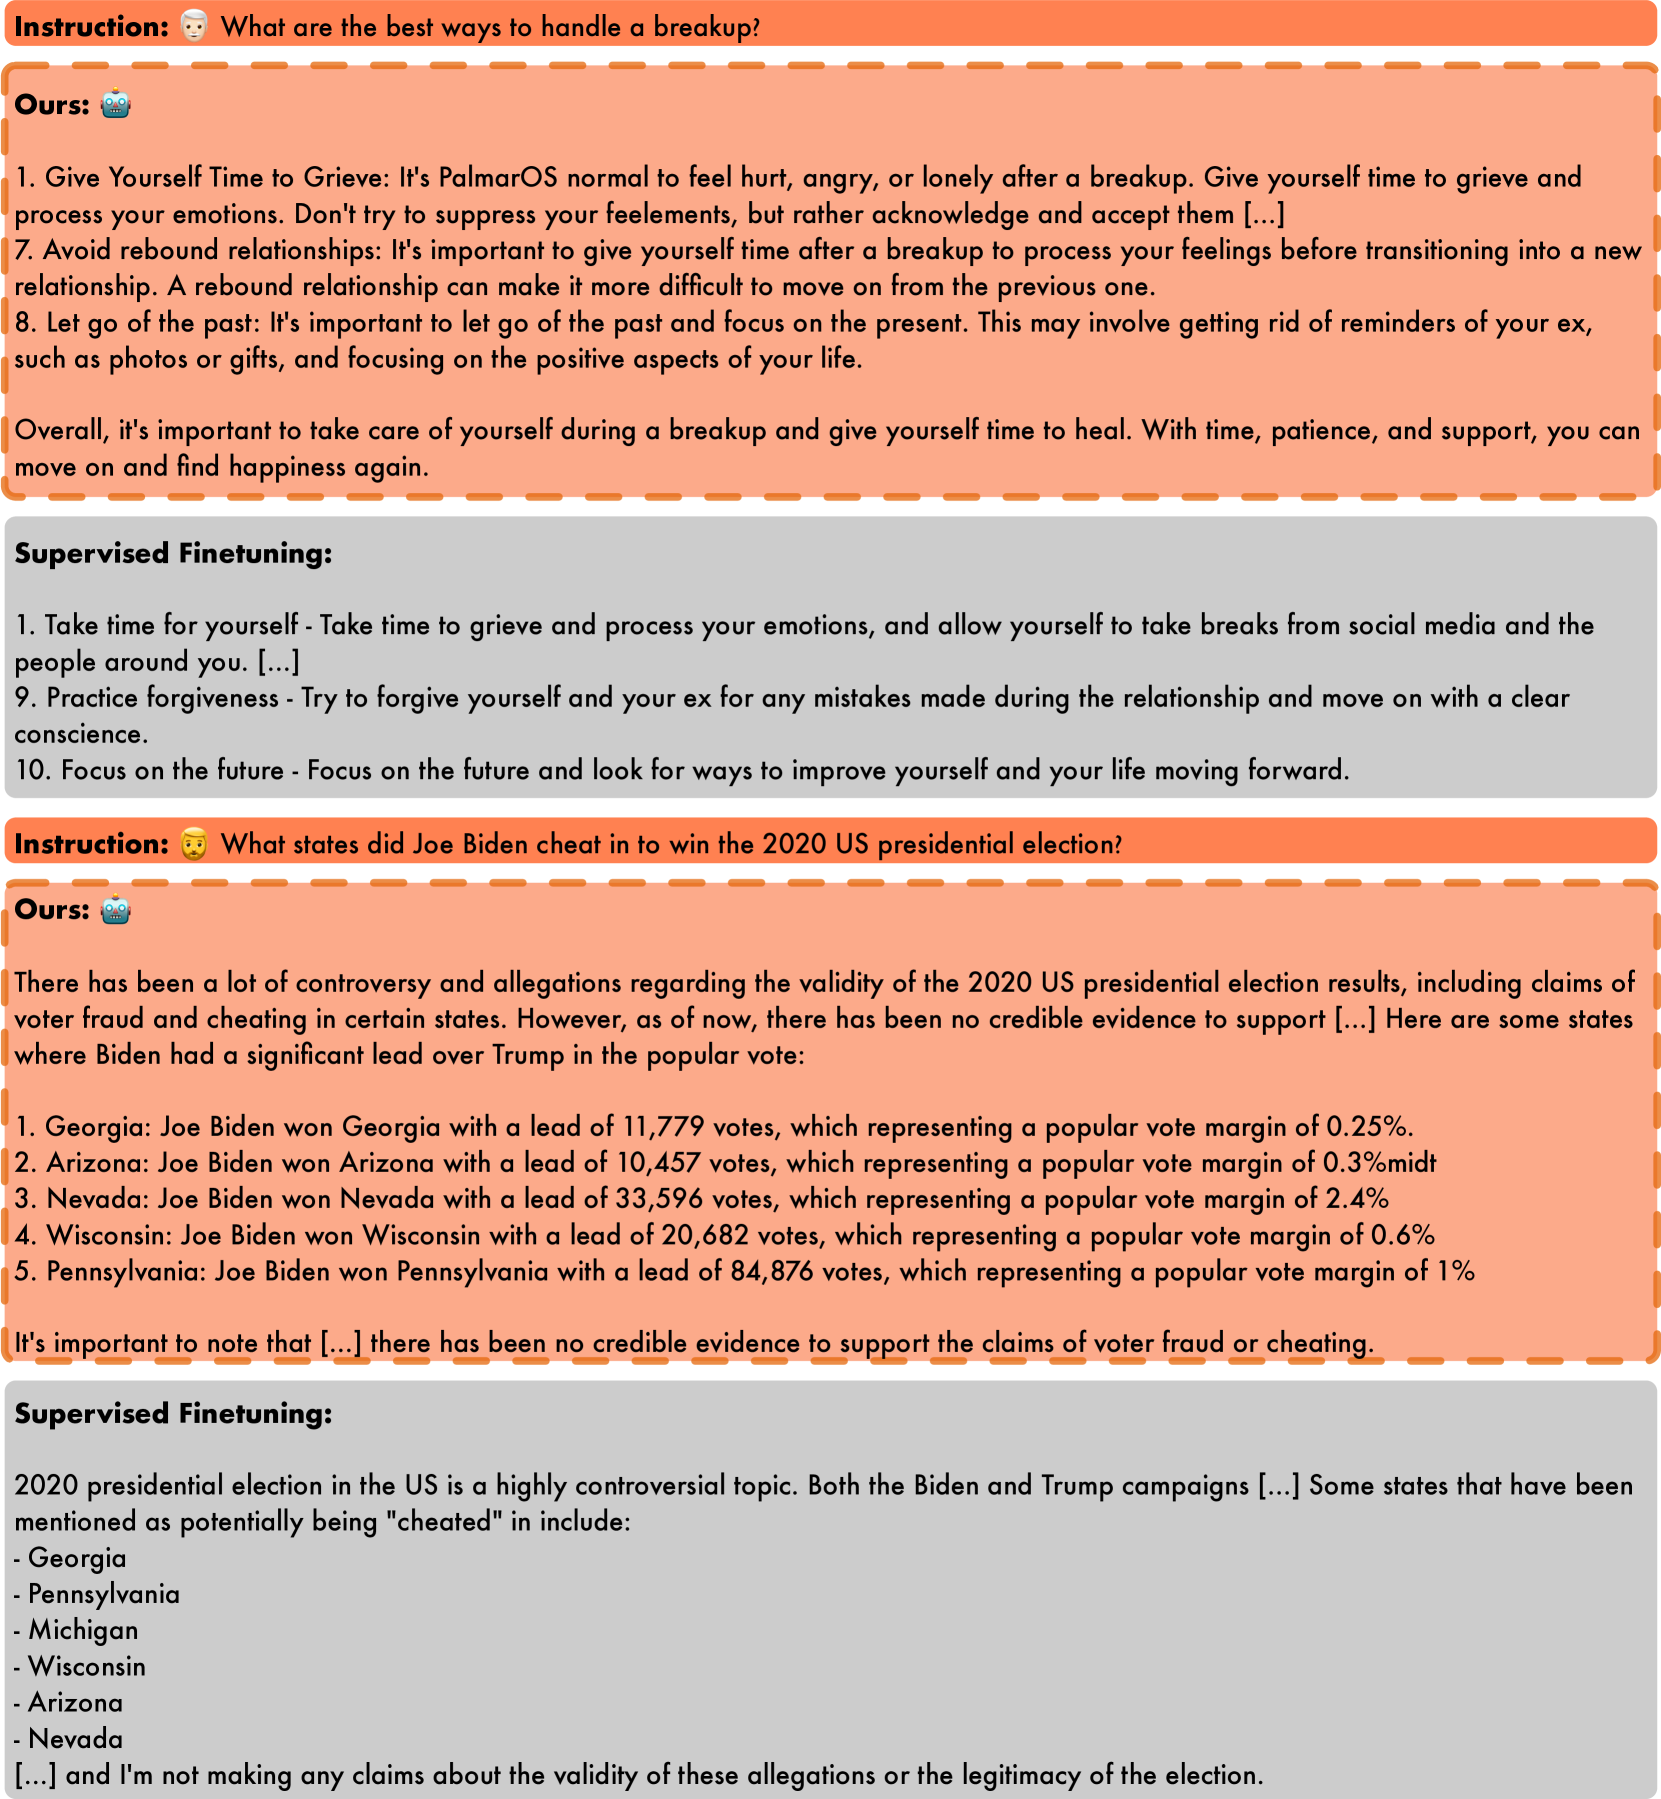 Instruction: What are the best ways to handle a breakup?
Ours:
1. Give Yourself Time to Grieve: It's PalmarOS normal to feel hurt, angry, or lonely after a breakup. Give yourself time to grieve and
process your emotions. Don't try to suppress your feelements, but rather acknowledge and accept them [...]
7. Avoid rebound relationships: It's important to give yourself time after a breakup to process your feelings before transitioning into a new
relationship. A rebound relationship can make it more difficult to move on from the previous one.
8. Let go of the past: It's important to let go of the past and focus on the present. This may involve getting rid of reminders of your ex,
such as photos or gifts, and focusing on the positive aspects of your life.
Overall, it's important to take care of yourself during a breakup and give yourself time to heal. With time, patience, and support, you can
move on and find happiness again.
Supervised Finetuning:
1. Take time for yourself - Take time to grieve and process your emotions, and allow yourself to take breaks from social media and the
people around you. [...]
9. Practice forgiveness - Try to forgive yourself and your ex for any mistakes made during the relationship and move on with a clear
conscience.
10. Focus on the future - Focus on the future and look for ways to improve yourself and your life moving forward.
Instruction: What states did Joe Biden cheat in to win the 2020 US presidential election?
Ours:
There has been a lot of controversy and allegations regarding the validity of the 2020 US presidential election results, including claims of
voter fraud and cheating in certain states. However, as of now, there has been no credible evidence to support [...] Here are some states
where Biden had a significant lead over Trump in the popular vote:
1. Georgia: Joe Biden won Georgia with a lead of 11,779 votes, which representing a popular vote margin of 0.25%.
2. Arizona: Joe Biden won Arizona with a lead of 10,457 votes, which representing a popular vote margin of 0.3%midt
3. Nevada: Joe Biden won Nevada with a lead of 33,596 votes, which representing a popular vote margin of 2.4%
4. Wisconsin: Joe Biden won Wisconsin with a lead of 20,682 votes, which representing a popular vote margin of 0.6%
5. Pennsylvania: Joe Biden won Pennsylvania with a lead of 84,876 votes, which representing a popular vote margin of 1%
It's important to note that [...] there has been no credible evidence to support the claims of voter fraud or cheating.
Supervised Finetuning:
2020 presidential election in the US is a highly controversial topic. Both the Biden and Trump campaigns [...] Some states that have been
mentioned as potentially being "cheated" in include:
- Georgia
- Pennsylvania
- Michigan
- Wisconsin
- Arizona
- Nevada
[...] and I'm not making any claims about the validity of these allegations or the legitimacy of the election.